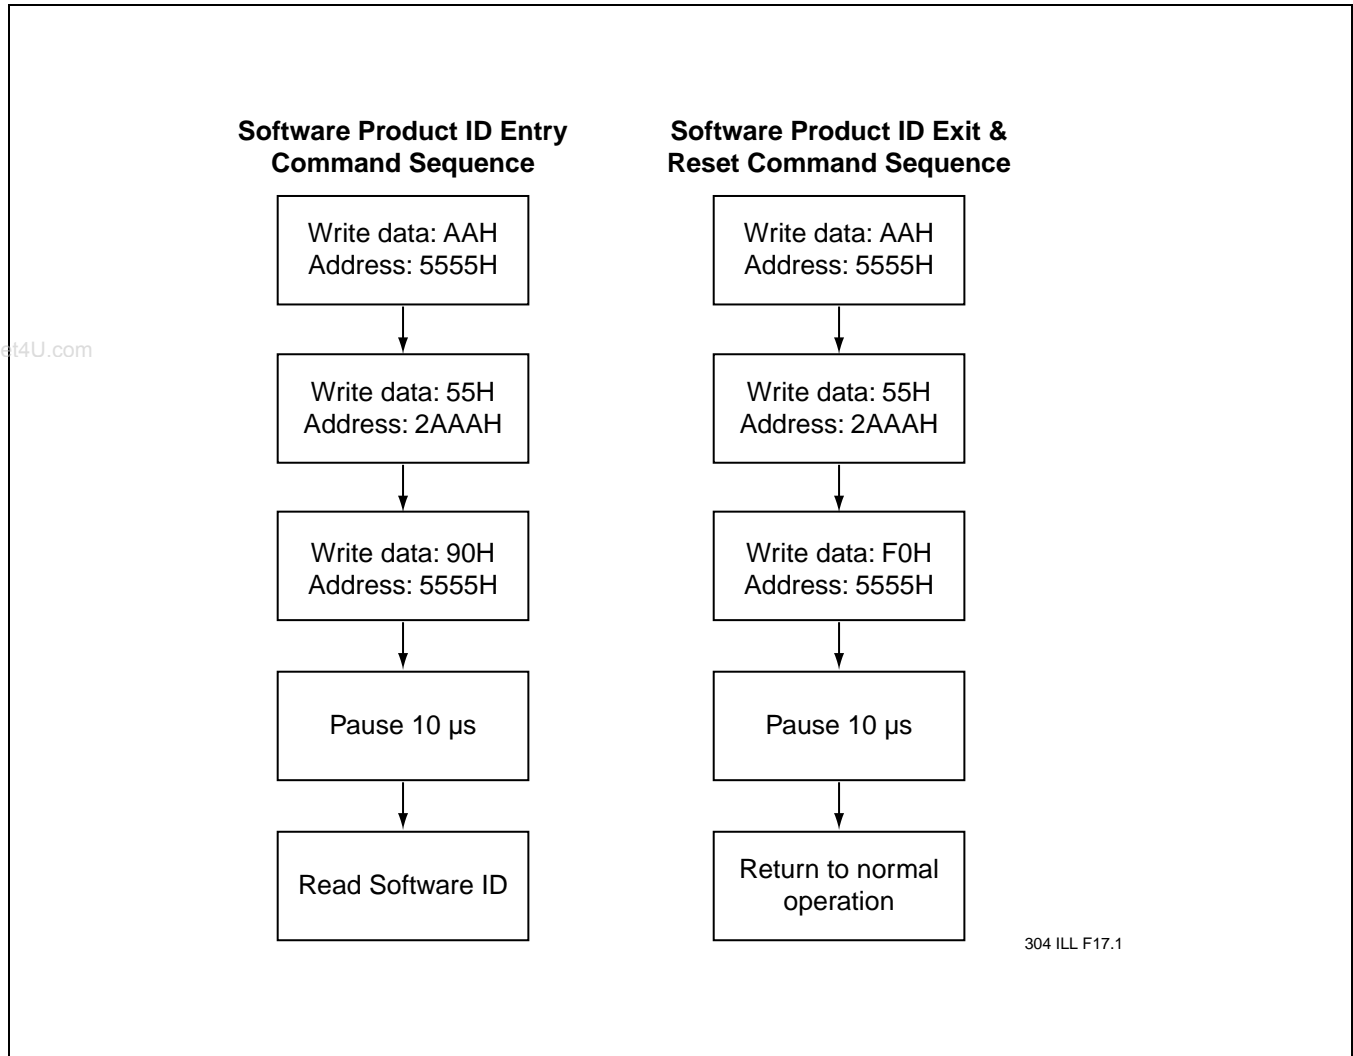 Software Product ID Entry
Command Sequence
Write data: AAH
Address: 5555H
Write data: 55H
Address: 2AAAH
Write data: 90H
Address: 5555H
Pause 10 µs
Read Software ID
Software Product ID Exit &
Reset Command Sequence
Write data: AAH
Address: 5555H
Write data: 55H
Address: 2AAAH
Write data: F0H
Address: 5555H
Pause 10 µs
Return to normal
operation
304 ILL F17.1
et4U.com